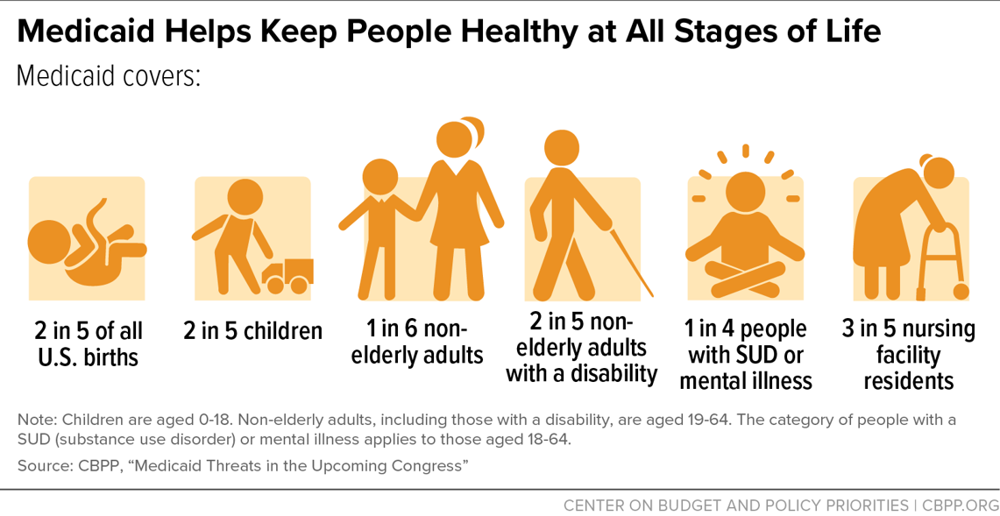 Medicaid Helps Keep People Healthy at All Stages of Life
Medicaid covers:
2 in 5 of all
U.S. births
2 in 5 children
1 in 6 non-
elderly adults
2 in 5 non-
elderly adults
with a disability
1 in 4 people
with SUD or
mental illness
3 in 5 nursing
facility
residents
Note: Children are aged 0-18. Non-elderly adults, including those with a disability, are aged 19-64. The category of people with a
SUD (substance use disorder) or mental illness applies to those aged 18-64.
Source: CBPP, “Medicaid Threats in the Upcoming Congress”
CENTER ON BUDGET AND POLICY PRIORITIES | CBPP.ORG